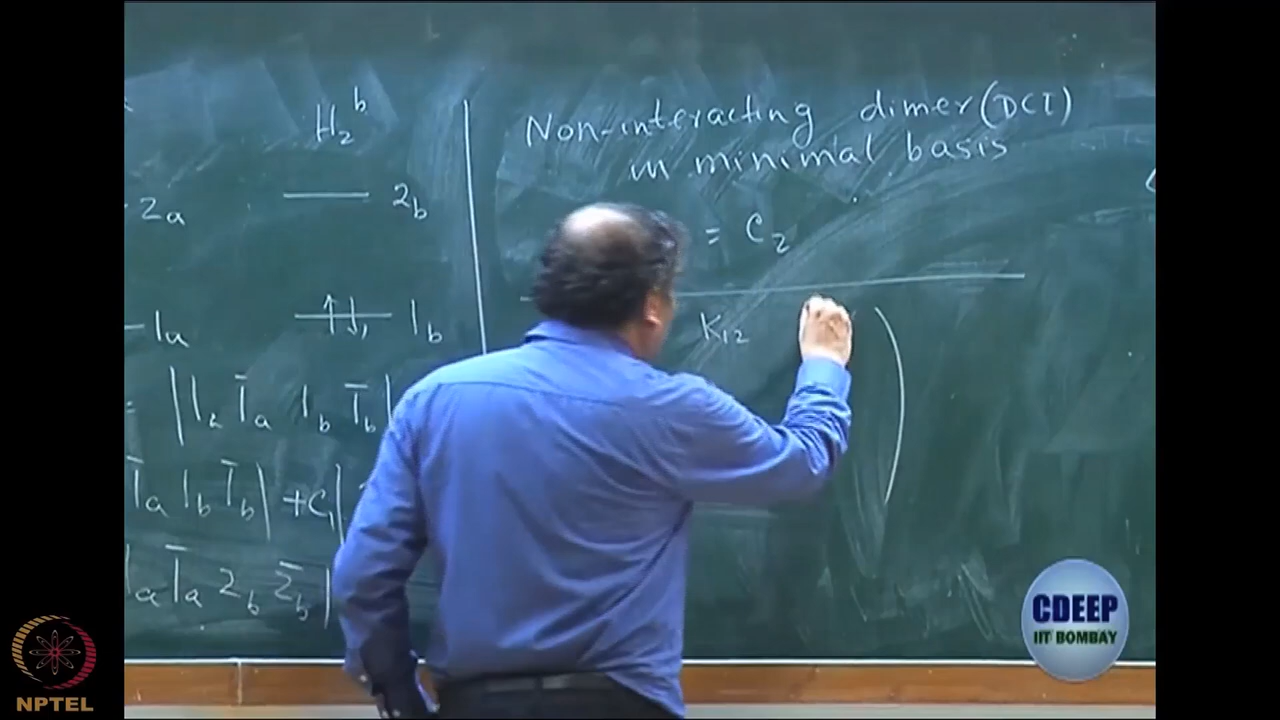 H₂ᵇ
2a 2b
1a ↑↓ 1b
|1a 1̄a 1b 1̄b|
1̄a 1b 1̄b| + C₁|
1a 1̄a 2b 2̄b|
Non-interacting dimer (DCI)
in minimal basis
= C₂
K₁₂
CDEEP
IIT BOMBAY
NPTEL